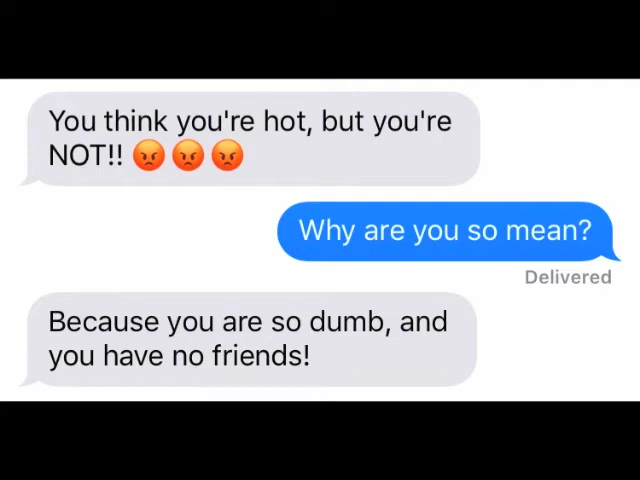 You think you're hot, but you're
NOT!! 😡 😡 😡
Why are you so mean?
Delivered
Because you are so dumb, and
you have no friends!